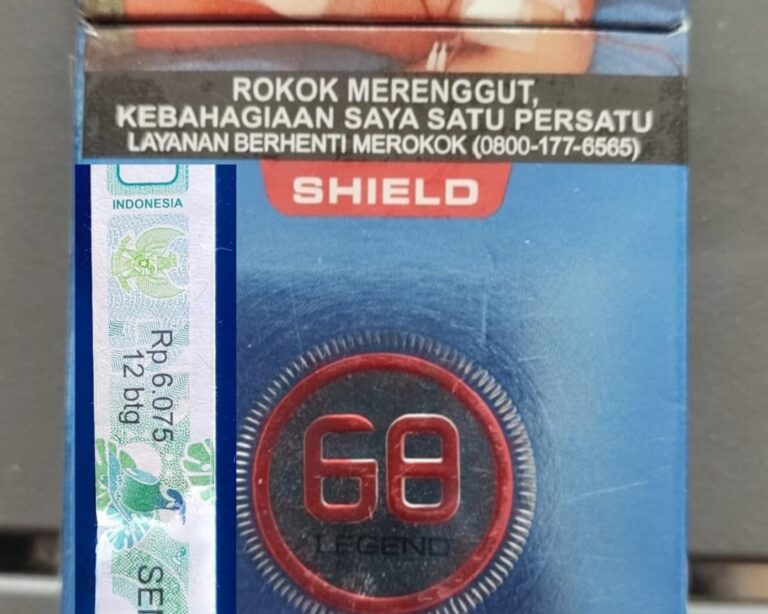 ROKOK MERENGGUT,
KEBAHAGIAAN SAYA SATU PERSATU
LAYANAN BERHENTI MEROKOK (0800-177-6565)
SHIELD
INDONESIA
Rp 6.075
12 btg
68
LEGEND